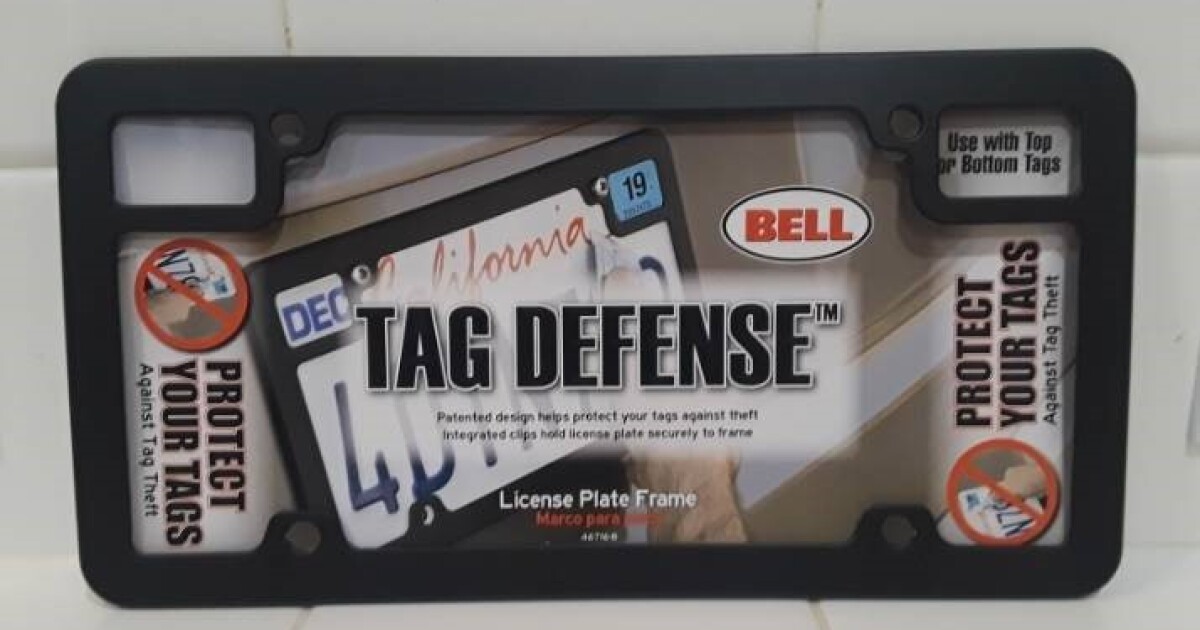 Use with Top
or Bottom Tags
19
BELL
California
DEC
TAG DEFENSE™
Patented design helps protect your tags against theft
Integrated clips hold license plate securely to frame
License Plate Frame
Marco para
46716-8
PROTECT
YOUR TAGS
Against Tag Theft
PROTECT
YOUR TAGS
Against Tag Theft